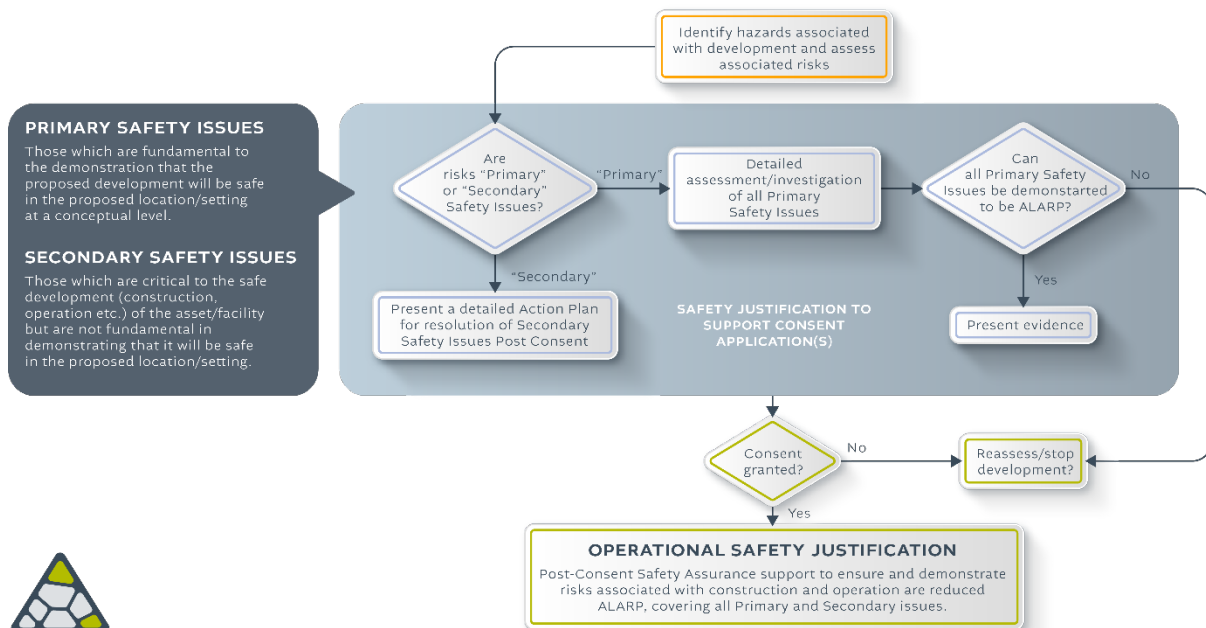 Identify hazards associated
with development and assess
associated risks
PRIMARY SAFETY ISSUES
Those which are fundamental to
the demonstration that the
proposed development will be safe
in the proposed location/setting
at a conceptual level.
SECONDARY SAFETY ISSUES
Those which are critical to the safe
development (construction,
operation etc.) of the asset/facility
but are not fundamental in
demonstrating that it will be safe
in the proposed location/setting.
Are
risks “Primary”
or “Secondary”
Safety Issues?
“Primary”
Detailed
assessment/investigation
of all Primary
Safety Issues
Can
all Primary Safety
Issues be demonstarted
to be ALARP?
No
“Secondary”
Yes
Present a detailed Action Plan
for resolution of Secondary
Safety Issues Post Consent
SAFETY JUSTIFICATION TO
SUPPORT CONSENT
APPLICATION(S)
Present evidence
Consent
granted?
No
Reassess/stop
development?
Yes
OPERATIONAL SAFETY JUSTIFICATION
Post-Consent Safety Assurance support to ensure and demonstrate
risks associated with construction and operation are reduced
ALARP, covering all Primary and Secondary issues.